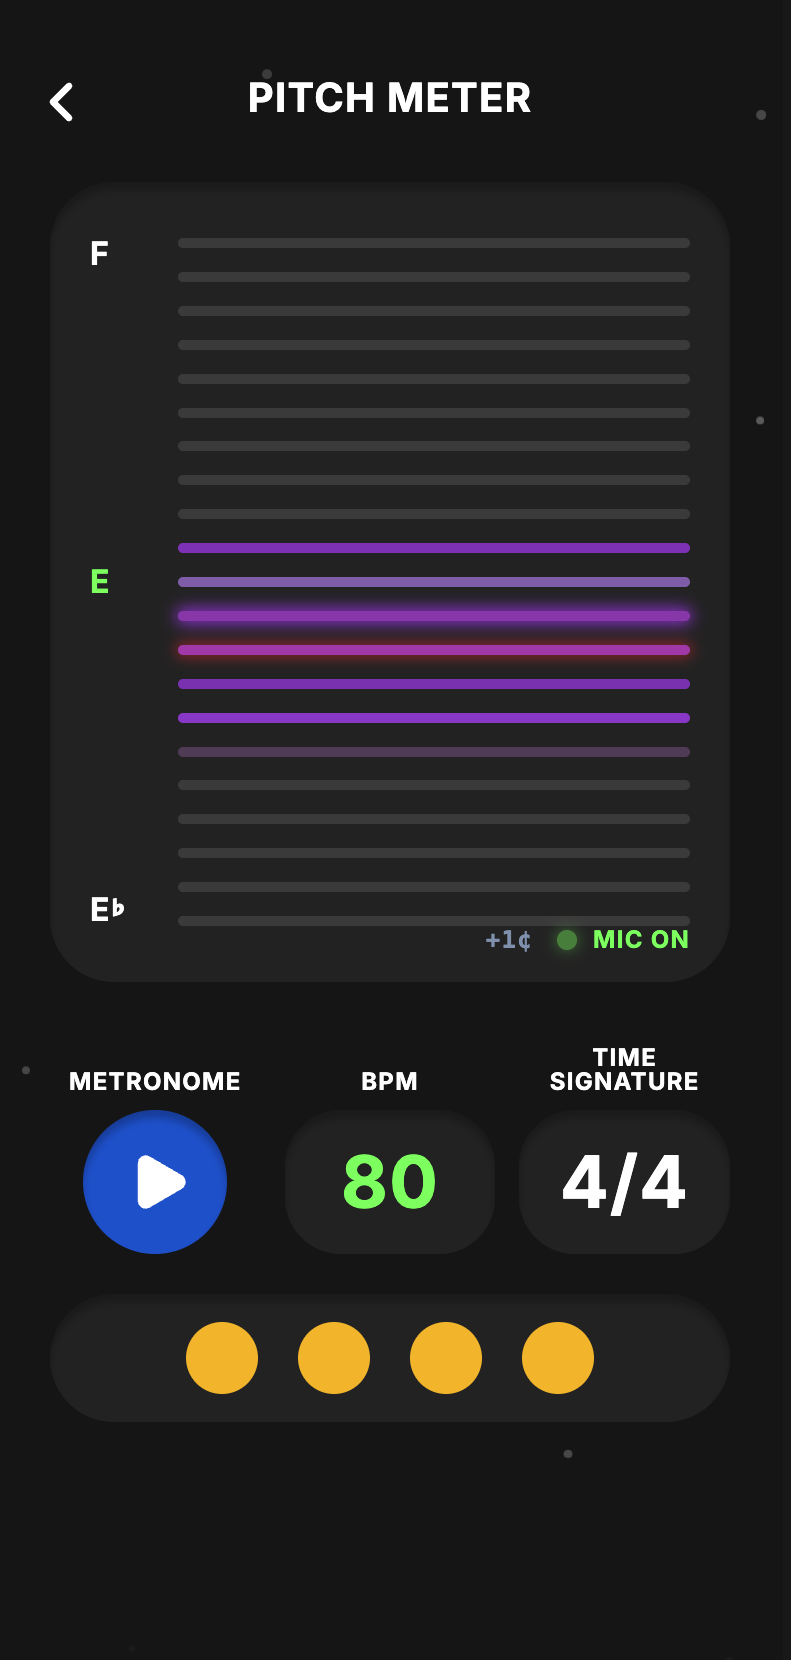 PITCH METER
F
E
E♭
+1¢ MIC ON
METRONOME
BPM
TIME
SIGNATURE
80
4/4